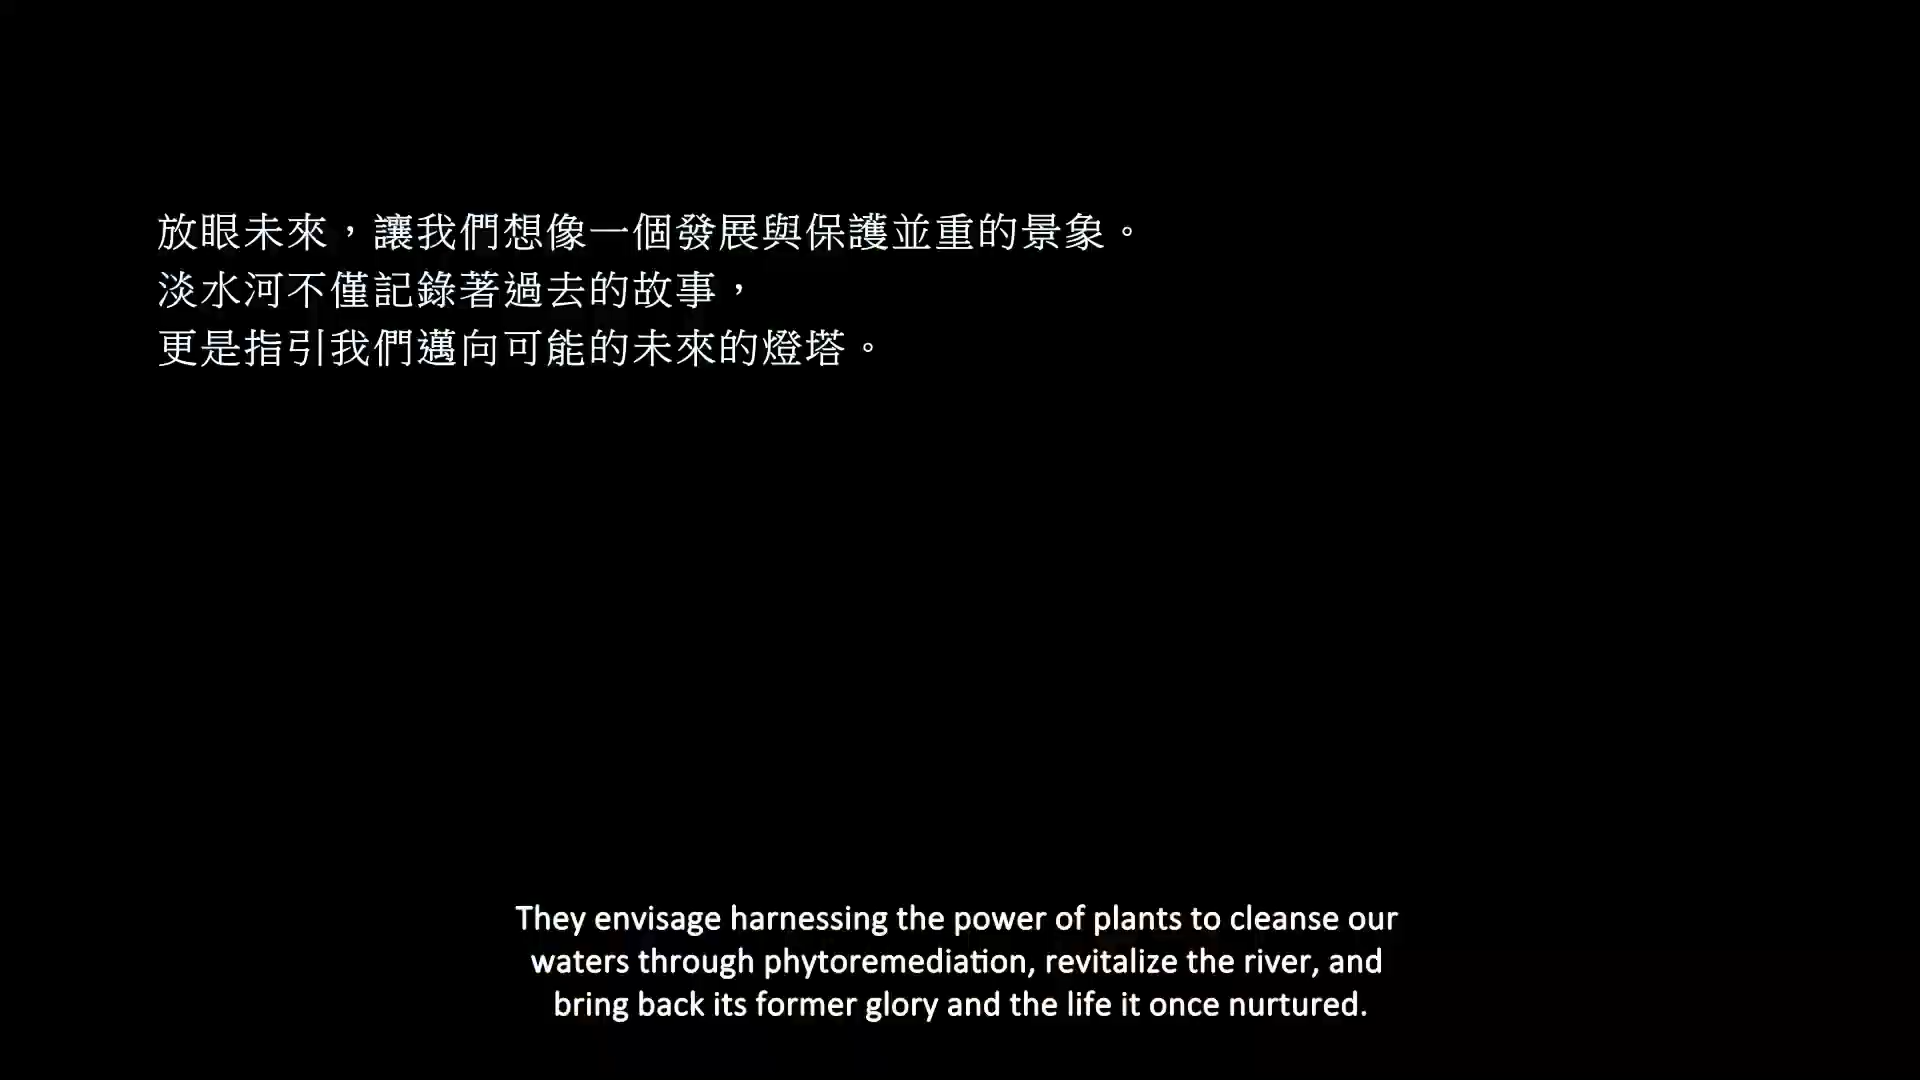 放眼未來，讓我們想像一個發展與保護並重的景象。
淡水河不僅記錄著過去的故事，
更是指引我們邁向可能的未來的燈塔。
They envisage harnessing the power of plants to cleanse our
waters through phytoremediation, revitalize the river, and
bring back its former glory and the life it once nurtured.